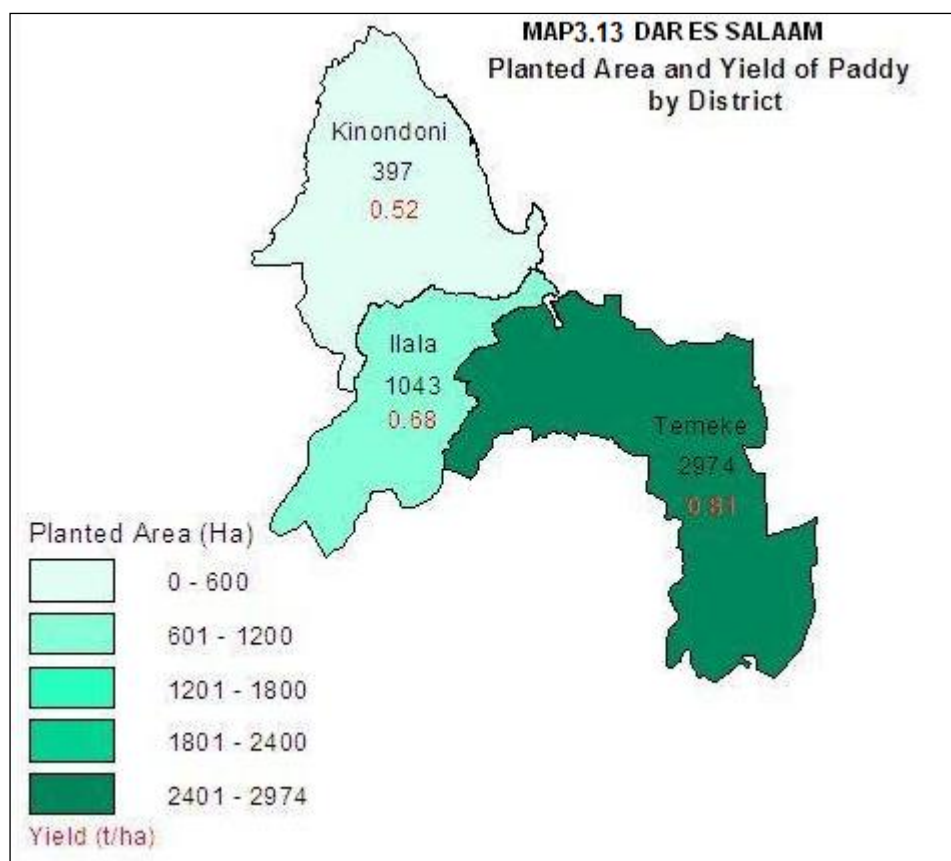 MAP3.13 DAR ES SALAAM
Planted Area and Yield of Paddy
by District
Kinondoni
397
0.52
Ilala
1043
0.68
Temeke
2974
0.81
Planted Area (Ha)
0 - 600
601 - 1200
1201 - 1800
1801 - 2400
2401 - 2974
Yield (t/ha)